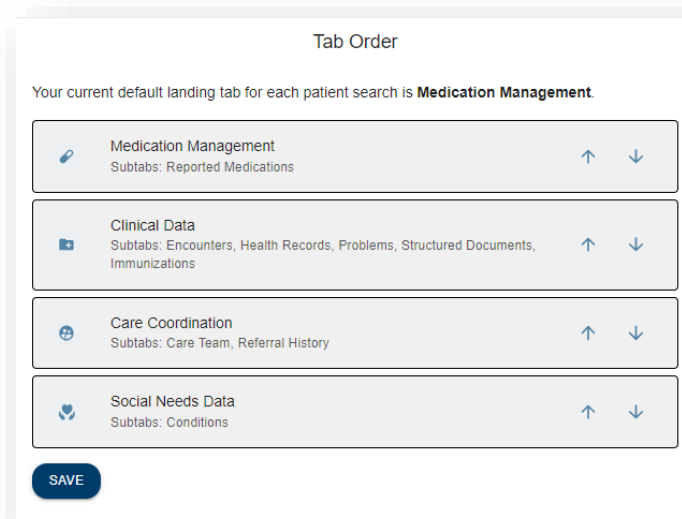 Tab Order
Your current default landing tab for each patient search is Medication Management.
Medication Management
Subtabs: Reported Medications
Clinical Data
Subtabs: Encounters, Health Records, Problems, Structured Documents,
Immunizations
Care Coordination
Subtabs: Care Team, Referral History
Social Needs Data
Subtabs: Conditions
SAVE